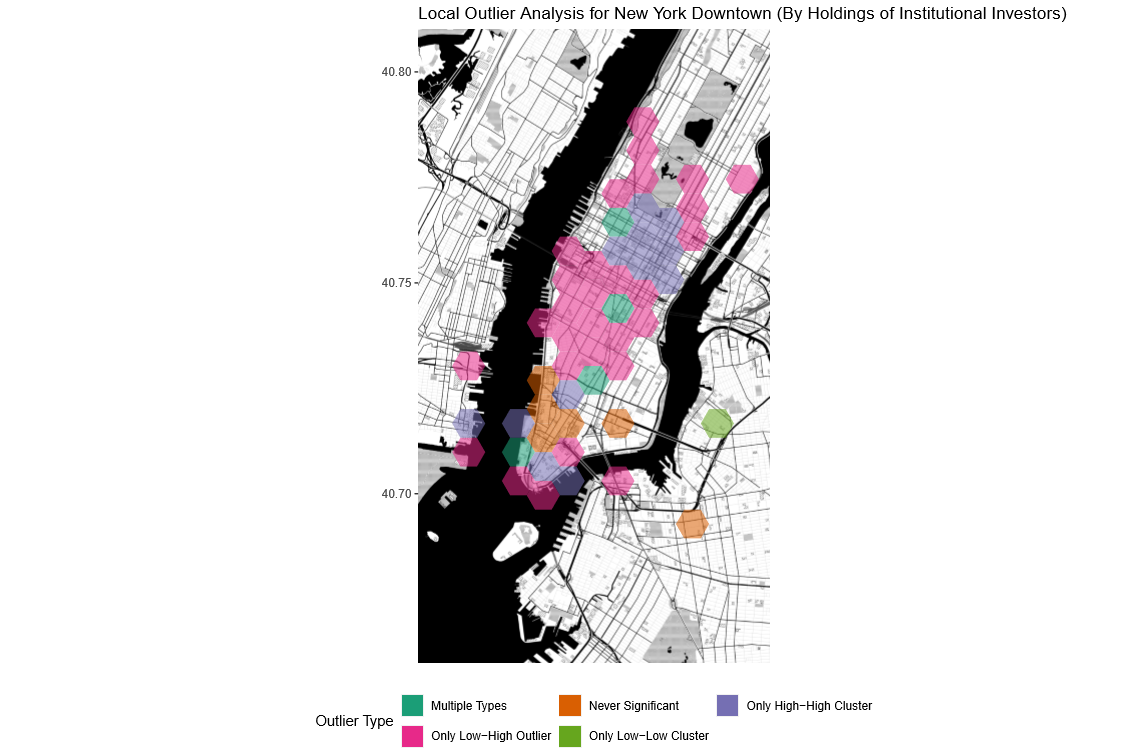 Local Outlier Analysis for New York Downtown (By Holdings of Institutional Investors)
40.80
40.75
40.70
Outlier Type
Multiple Types
Never Significant
Only High−High Cluster
Only Low−High Outlier
Only Low−Low Cluster